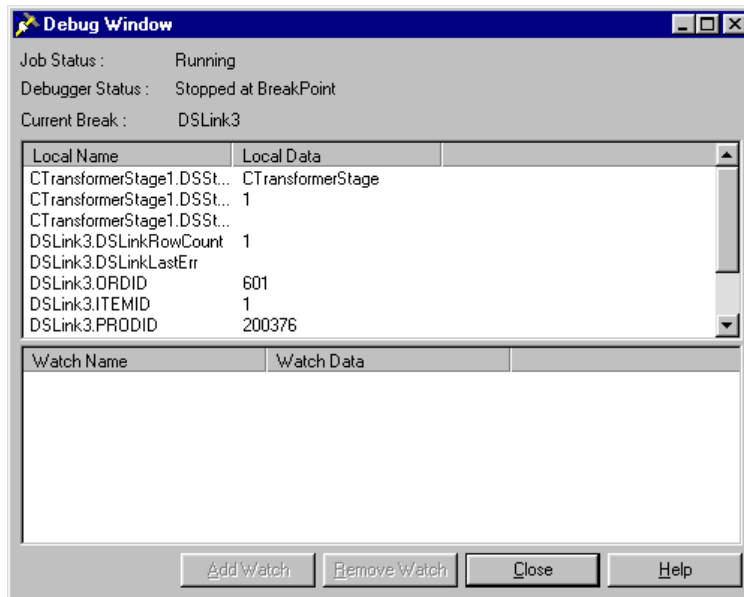 Debug Window
Job Status : Running
Debugger Status : Stopped at BreakPoint
Current Break : DSLink3
Local Name Local Data
CTransformerStage1.DSSt... CTransformerStage
CTransformerStage1.DSSt... 1
CTransformerStage1.DSSt...
DSLink3.DSLinkRowCount 1
DSLink3.DSLinkLastErr
DSLink3.ORDID 601
DSLink3.ITEMID 1
DSLink3.PRODID 200376
Watch Name Watch Data
Add Watch Remove Watch Close Help